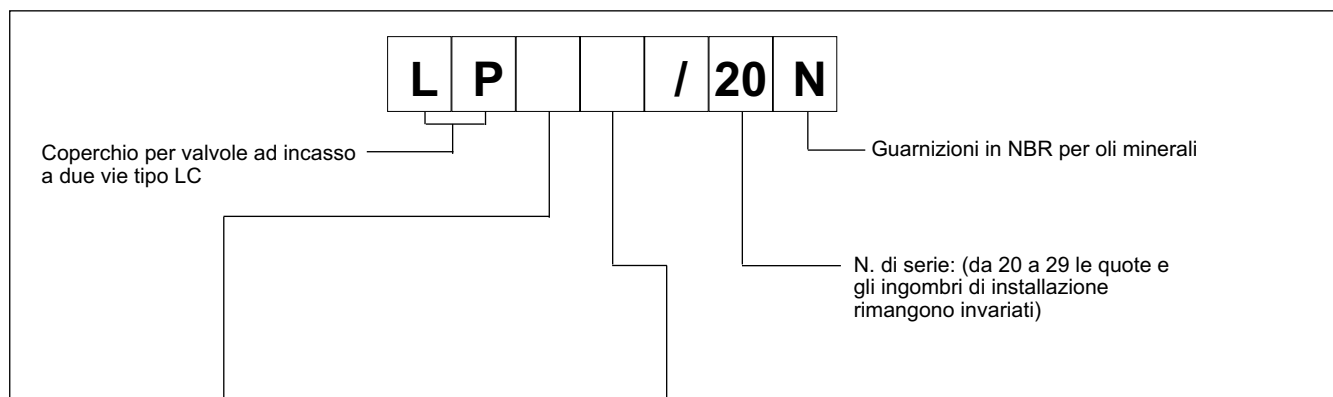 L P / 20 N
Coperchio per valvole ad incasso
a due vie tipo LC
Guarnizioni in NBR per oli minerali
N. di serie: (da 20 a 29 le quote e
gli ingombri di installazione
rimangono invariati)